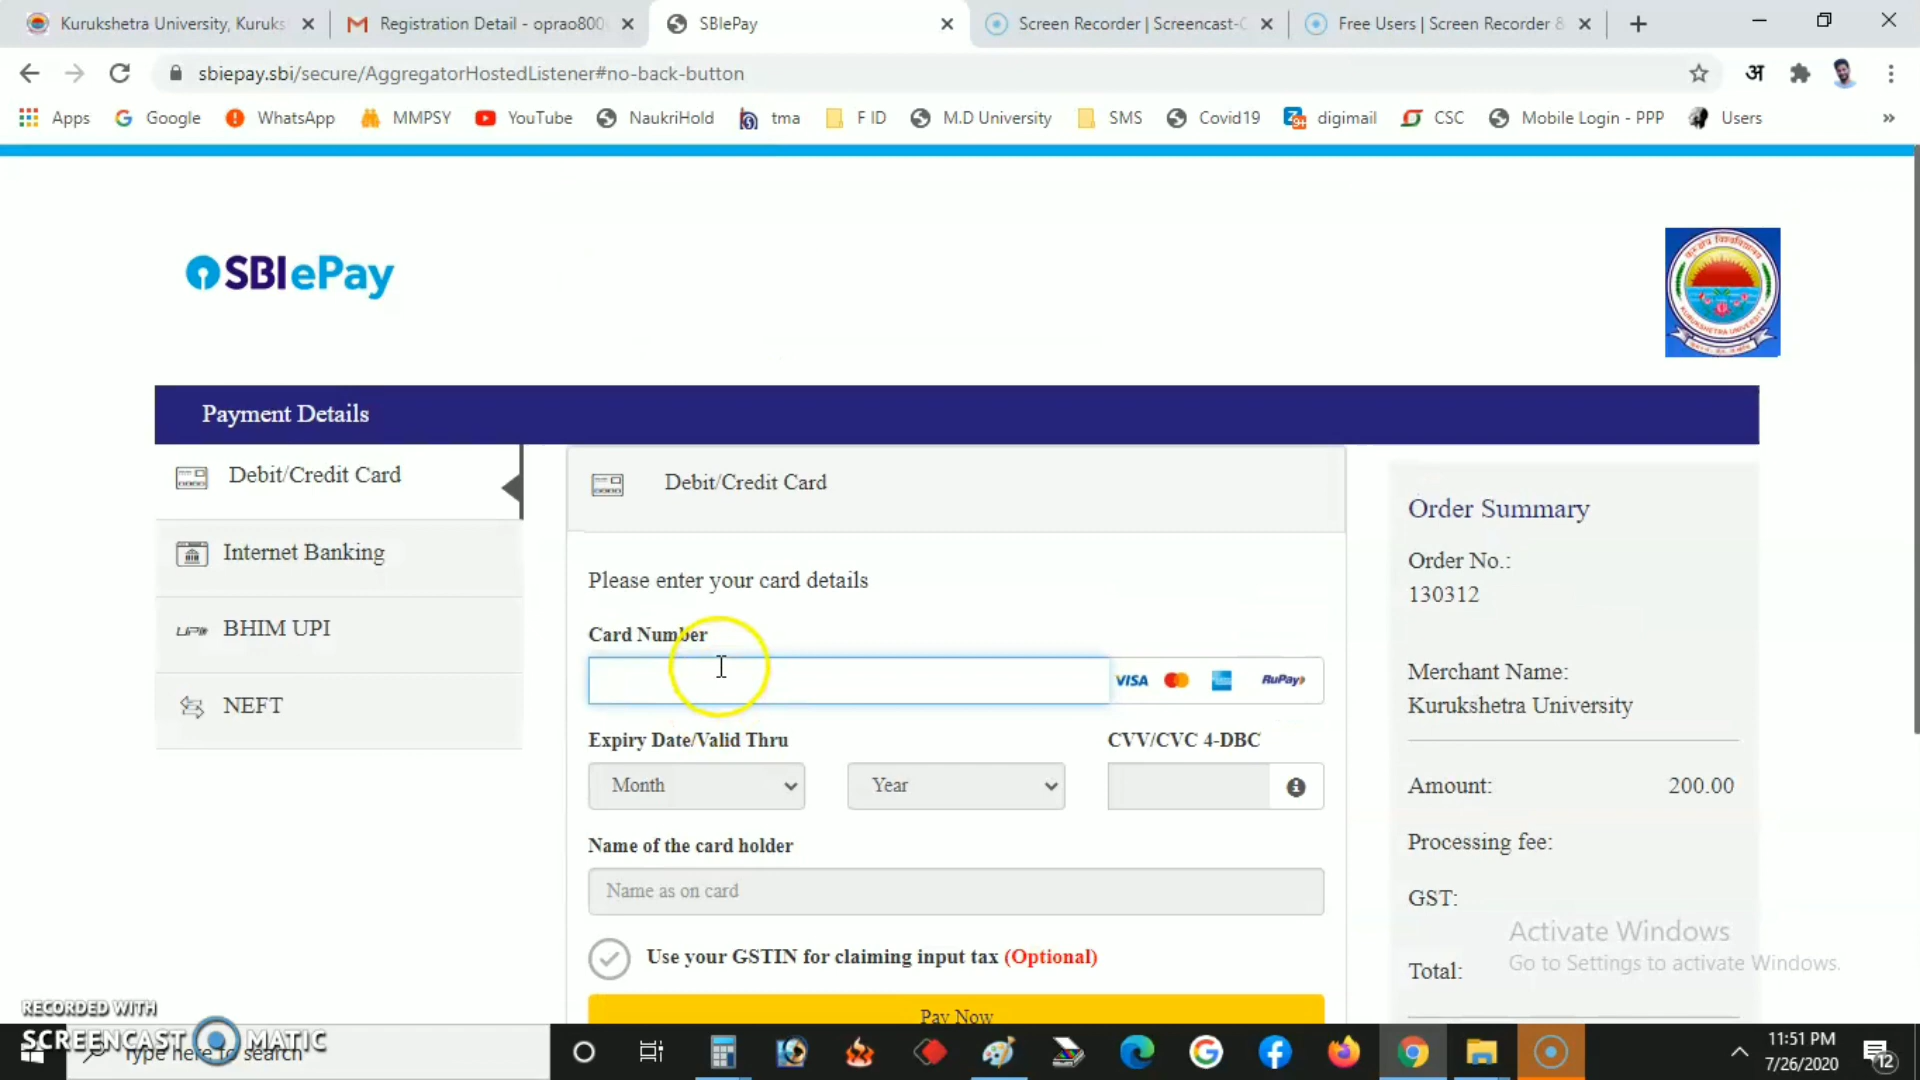 Kurukshetra University, Kuruks
Registration Detail - oprao800
SBIePay
Screen Recorder | Screencast-O
Free Users | Screen Recorder &
sbiepay.sbi/secure/AggregatorHostedListener#no-back-button
अ
Apps
Google
WhatsApp
MMPSY
YouTube
NaukriHold
tma
F ID
M.D University
SMS
Covid19
digimail
CSC
Mobile Login - PPP
Users
»
SBIePay
KURUKSHETRA UNIVERSITY
Payment Details
Debit/Credit Card
Internet Banking
BHIM UPI
NEFT
Debit/Credit Card
Please enter your card details
Card Number
VISA
RuPay
Expiry Date/Valid Thru
CVV/CVC 4-DBC
Month
Year
Name of the card holder
Name as on card
Use your GSTIN for claiming input tax (Optional)
Pay Now
Order Summary
Order No.:
130312
Merchant Name:
Kurukshetra University
Amount: 200.00
Processing fee:
GST:
Total:
Activate Windows
Go to Settings to activate Windows.
RECORDED WITH
SCREENCAST MATIC
Type here to search
11:51 PM
7/26/2020
12